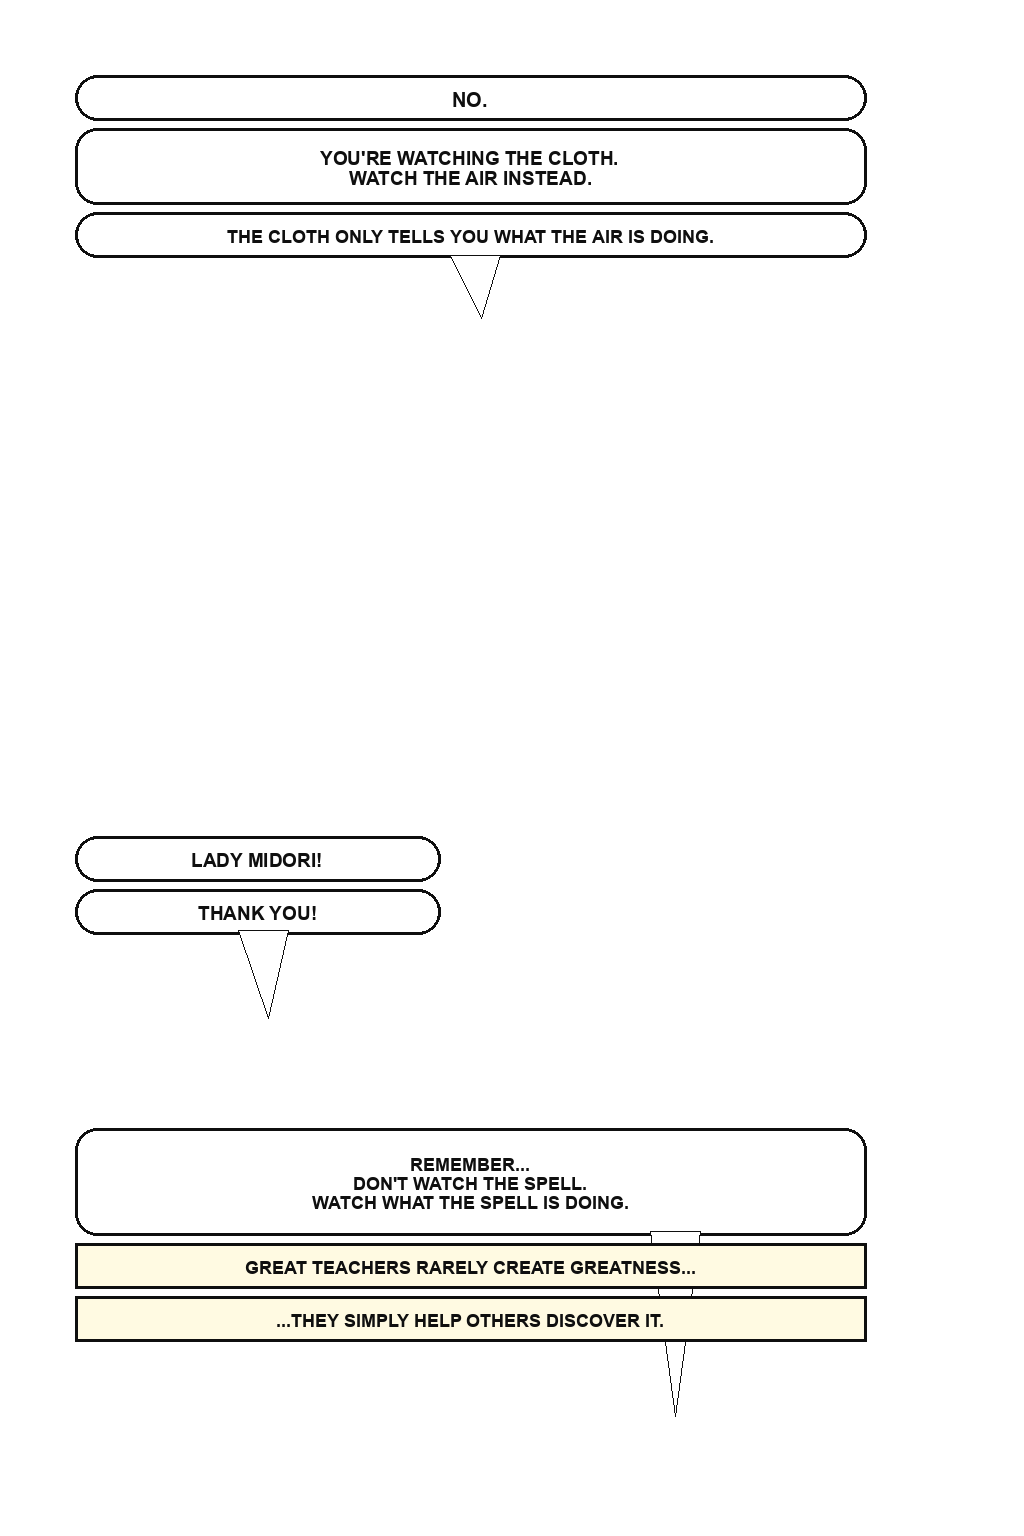 NO.
YOU'RE WATCHING THE CLOTH.
WATCH THE AIR INSTEAD.
THE CLOTH ONLY TELLS YOU WHAT THE AIR IS DOING.
LADY MIDORI!
THANK YOU!
REMEMBER...
DON'T WATCH THE SPELL.
WATCH WHAT THE SPELL IS DOING.
GREAT TEACHERS RARELY CREATE GREATNESS...
...THEY SIMPLY HELP OTHERS DISCOVER IT.